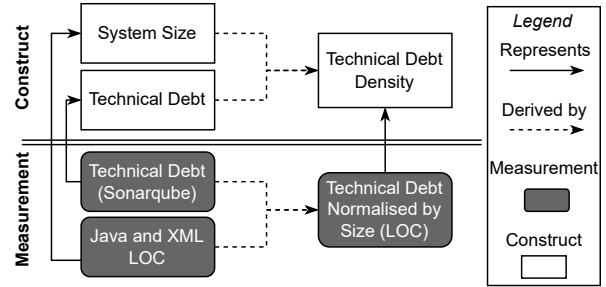 Construct
System Size
Technical Debt
Technical Debt
Density
Measurement
Technical Debt
(Sonarqube)
Java and XML
LOC
Technical Debt
Normalised by
Size (LOC)
Legend
Represents
Derived by
Measurement
Construct